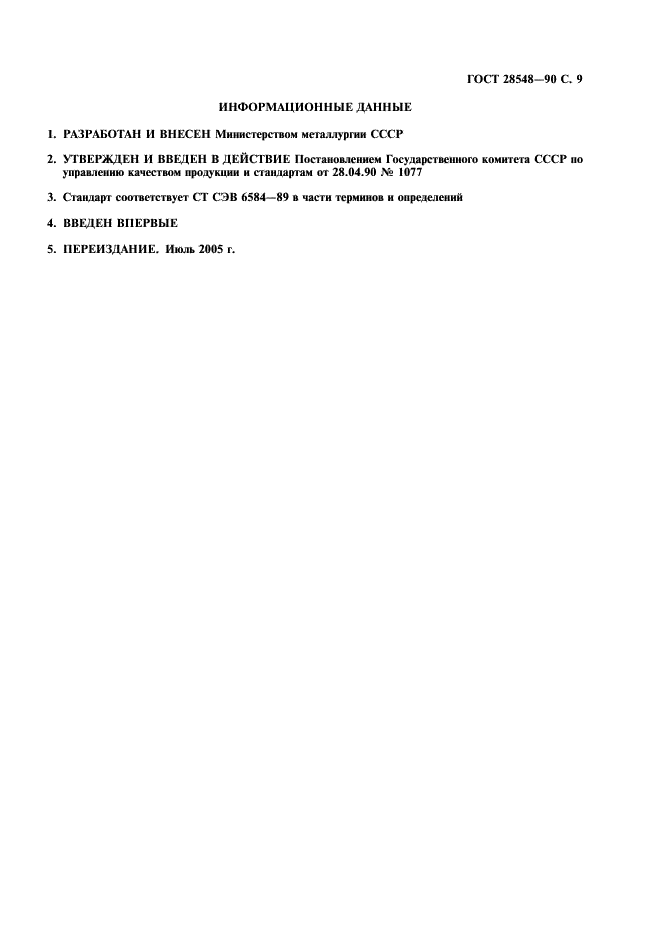 ГОСТ 28548—90 С. 9
ИНФОРМАЦИОННЫЕ ДАННЫЕ
1. РАЗРАБОТАН И ВНЕСЕН Министерством металлургии СССР
2. УТВЕРЖДЕН И ВВЕДЕН В ДЕЙСТВИЕ Постановлением Государственного комитета СССР по
управлению качеством продукции и стандартам от 28.04.90 № 1077
3. Стандарт соответствует СТ СЭВ 6584—89 в части терминов и определений
4. ВВЕДЕН ВПЕРВЫЕ
5. ПЕРЕИЗДАНИЕ. Июль 2005 г.